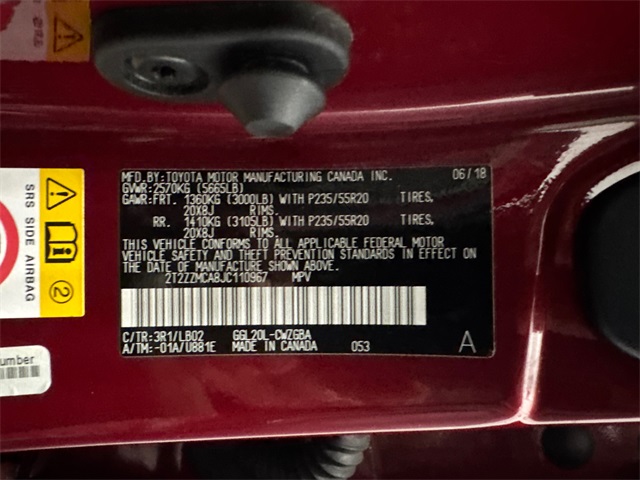 MFD.BY:TOYOTA MOTOR MANUFACTURING CANADA INC. 06/18
GVWR:2570KG (5665LB)
GAWR:FRT. 1360KG (3000LB) WITH P235/55R20 TIRES,
20X8J RIMS.
RR. 1410KG (3105LB) WITH P235/55R20 TIRES,
20X8J RIMS.
THIS VEHICLE CONFORMS TO ALL APPLICABLE FEDERAL MOTOR
VEHICLE SAFETY AND THEFT PREVENTION STANDARDS IN EFFECT ON
THE DATE OF MANUFACTURE SHOWN ABOVE.
2T2ZZMCA8JC110967 MPV
C/TR:3R1/LB02 GGL20L-CWZGBA
A/TM:-01A/U881E MADE IN CANADA 053 A
SRS SIDE AIRBAG
2
umber